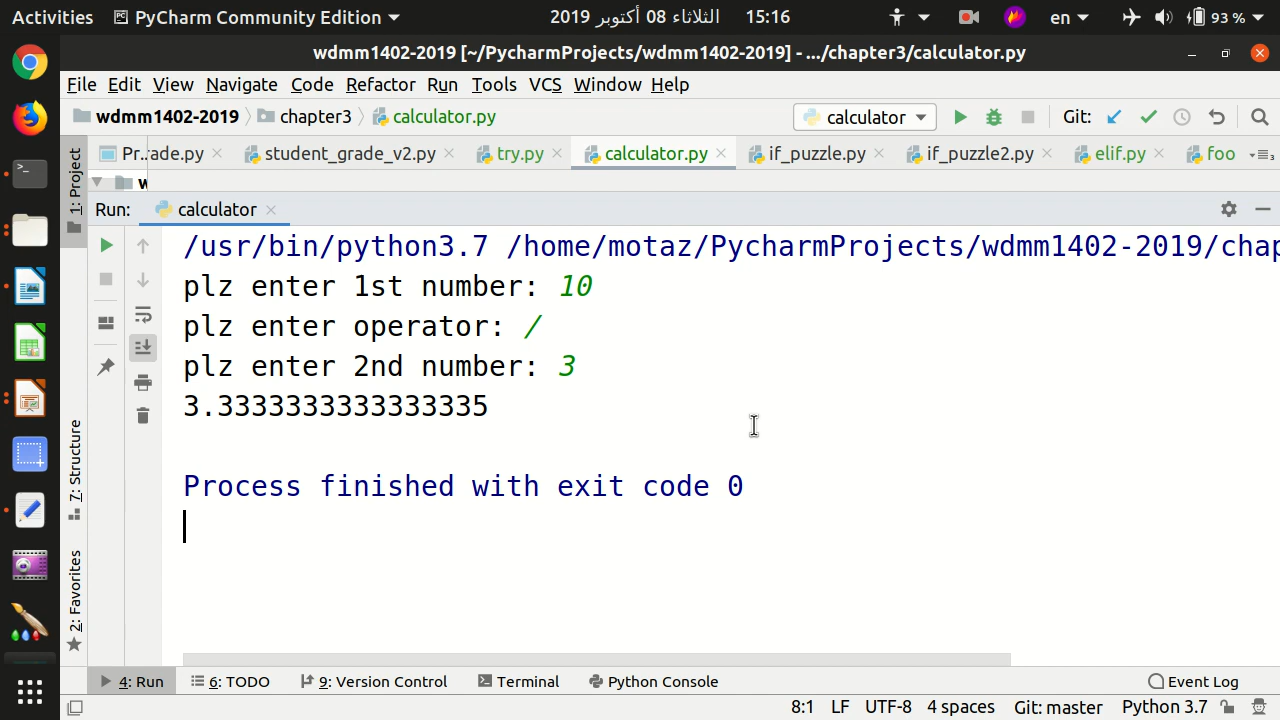 Activities PyCharm Community Edition 2019 الثلاثاء 08 أكتوبر 15:16 en 93 %
wdmm1402-2019 [~/PycharmProjects/wdmm1402-2019] - .../chapter3/calculator.py
File Edit View Navigate Code Refactor Run Tools VCS Window Help
wdmm1402-2019 chapter3 calculator.py calculator Git:
1: Project Pr..ade.py student_grade_v2.py try.py calculator.py if_puzzle.py if_puzzle2.py elif.py foo 3
w
Run: calculator
/usr/bin/python3.7 /home/motaz/PycharmProjects/wdmm1402-2019/chap
plz enter 1st number: 10
plz enter operator: /
plz enter 2nd number: 3
3.3333333333333335
Process finished with exit code 0
7: Structure
2: Favorites
4: Run 6: TODO 9: Version Control Terminal Python Console Event Log
8:1 LF UTF-8 4 spaces Git: master Python 3.7